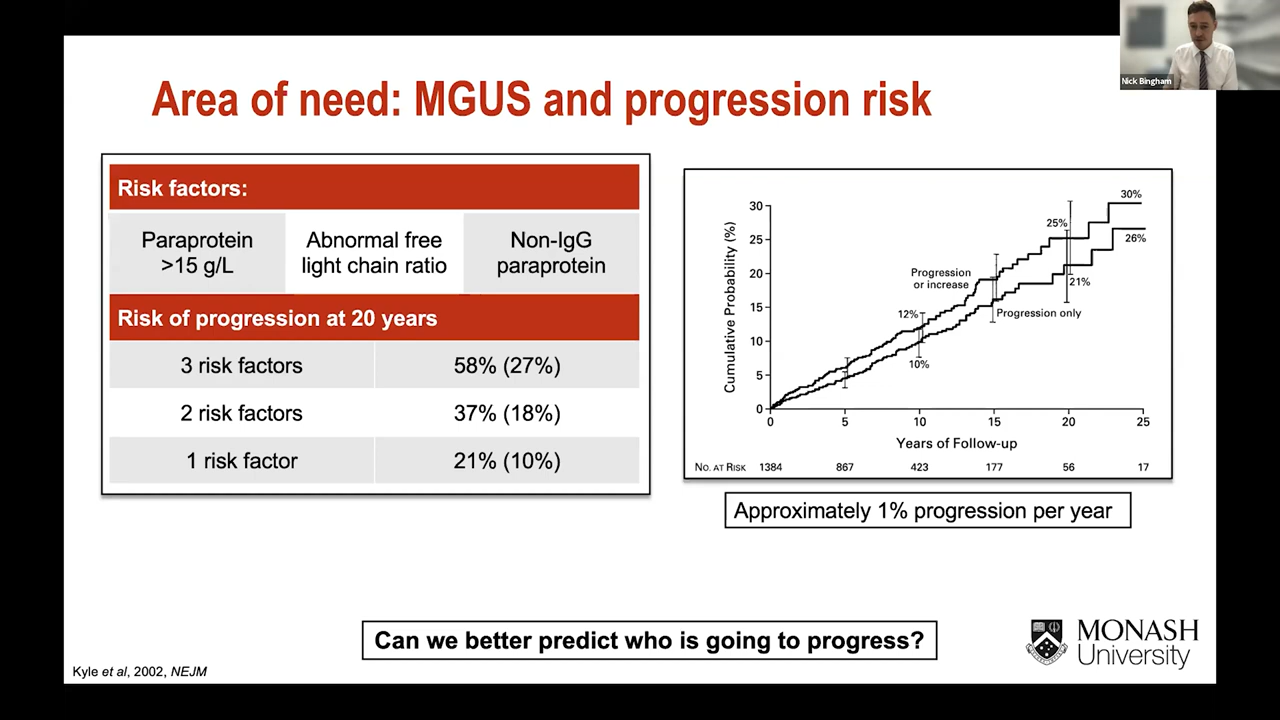 Nick Bingham
Area of need: MGUS and progression risk
Risk factors:
Paraprotein
>15 g/L
Abnormal free
light chain ratio
Non-IgG
paraprotein
Risk of progression at 20 years
3 risk factors
58% (27%)
2 risk factors
37% (18%)
1 risk factor
21% (10%)
Cumulative Probability (%)
30
25
20
15
10
5
0
Progression
or increase
Progression only
12%
10%
25%
21%
30%
26%
0 5 10 15 20 25
Years of Follow-up
No. at Risk 1384 867 423 177 56 17
Approximately 1% progression per year
Can we better predict who is going to progress?
MONASH
University
Kyle et al, 2002, NEJM